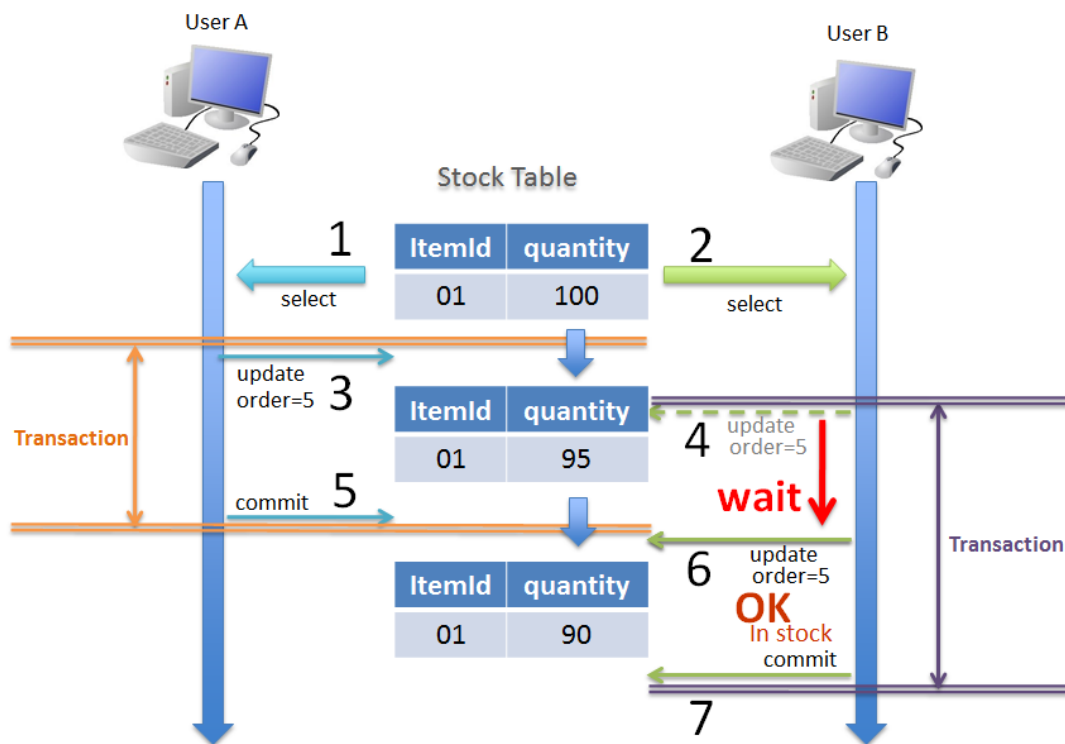 User A
User B
Stock Table
1
ItemId quantity
2
01 100
select
select
update
order=5
3
ItemId quantity
4
update
order=5
Transaction
01 95
wait
commit
5
Transaction
6
update
order=5
ItemId quantity
OK
In stock
01 90
commit
7